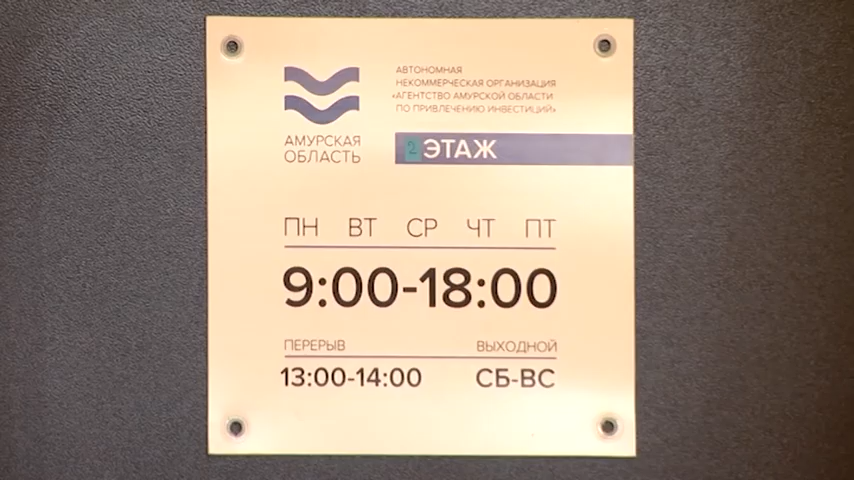 АМУРСКАЯ
ОБЛАСТЬ
АВТОНОМНАЯ
НЕКОММЕРЧЕСКАЯ ОРГАНИЗАЦИЯ
«АГЕНТСТВО АМУРСКОЙ ОБЛАСТИ
ПО ПРИВЛЕЧЕНИЮ ИНВЕСТИЦИЙ»
2 ЭТАЖ
ПН ВТ СР ЧТ ПТ
9:00-18:00
ПЕРЕРЫВ ВЫХОДНОЙ
13:00-14:00 СБ-ВС